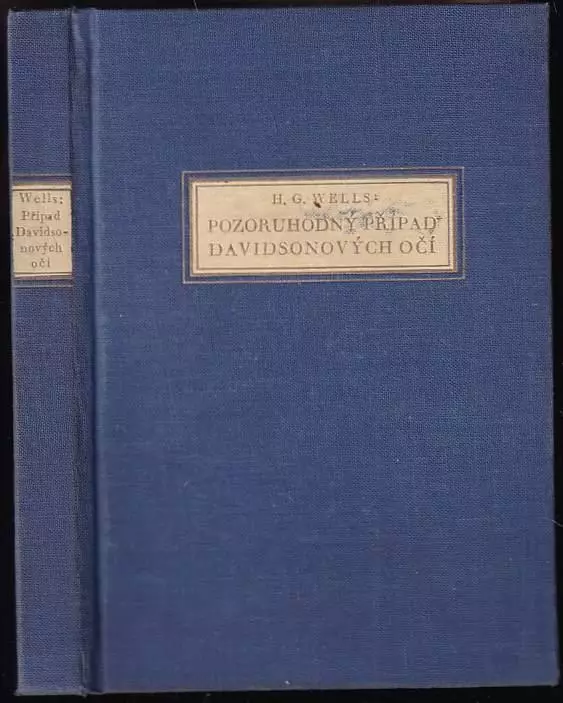 Wells:
Případ
Davidso-
nových
očí
H. G. WELLS:
POZORUHODNÝ PŘÍPAD
DAVIDSONOVÝCH OČÍ